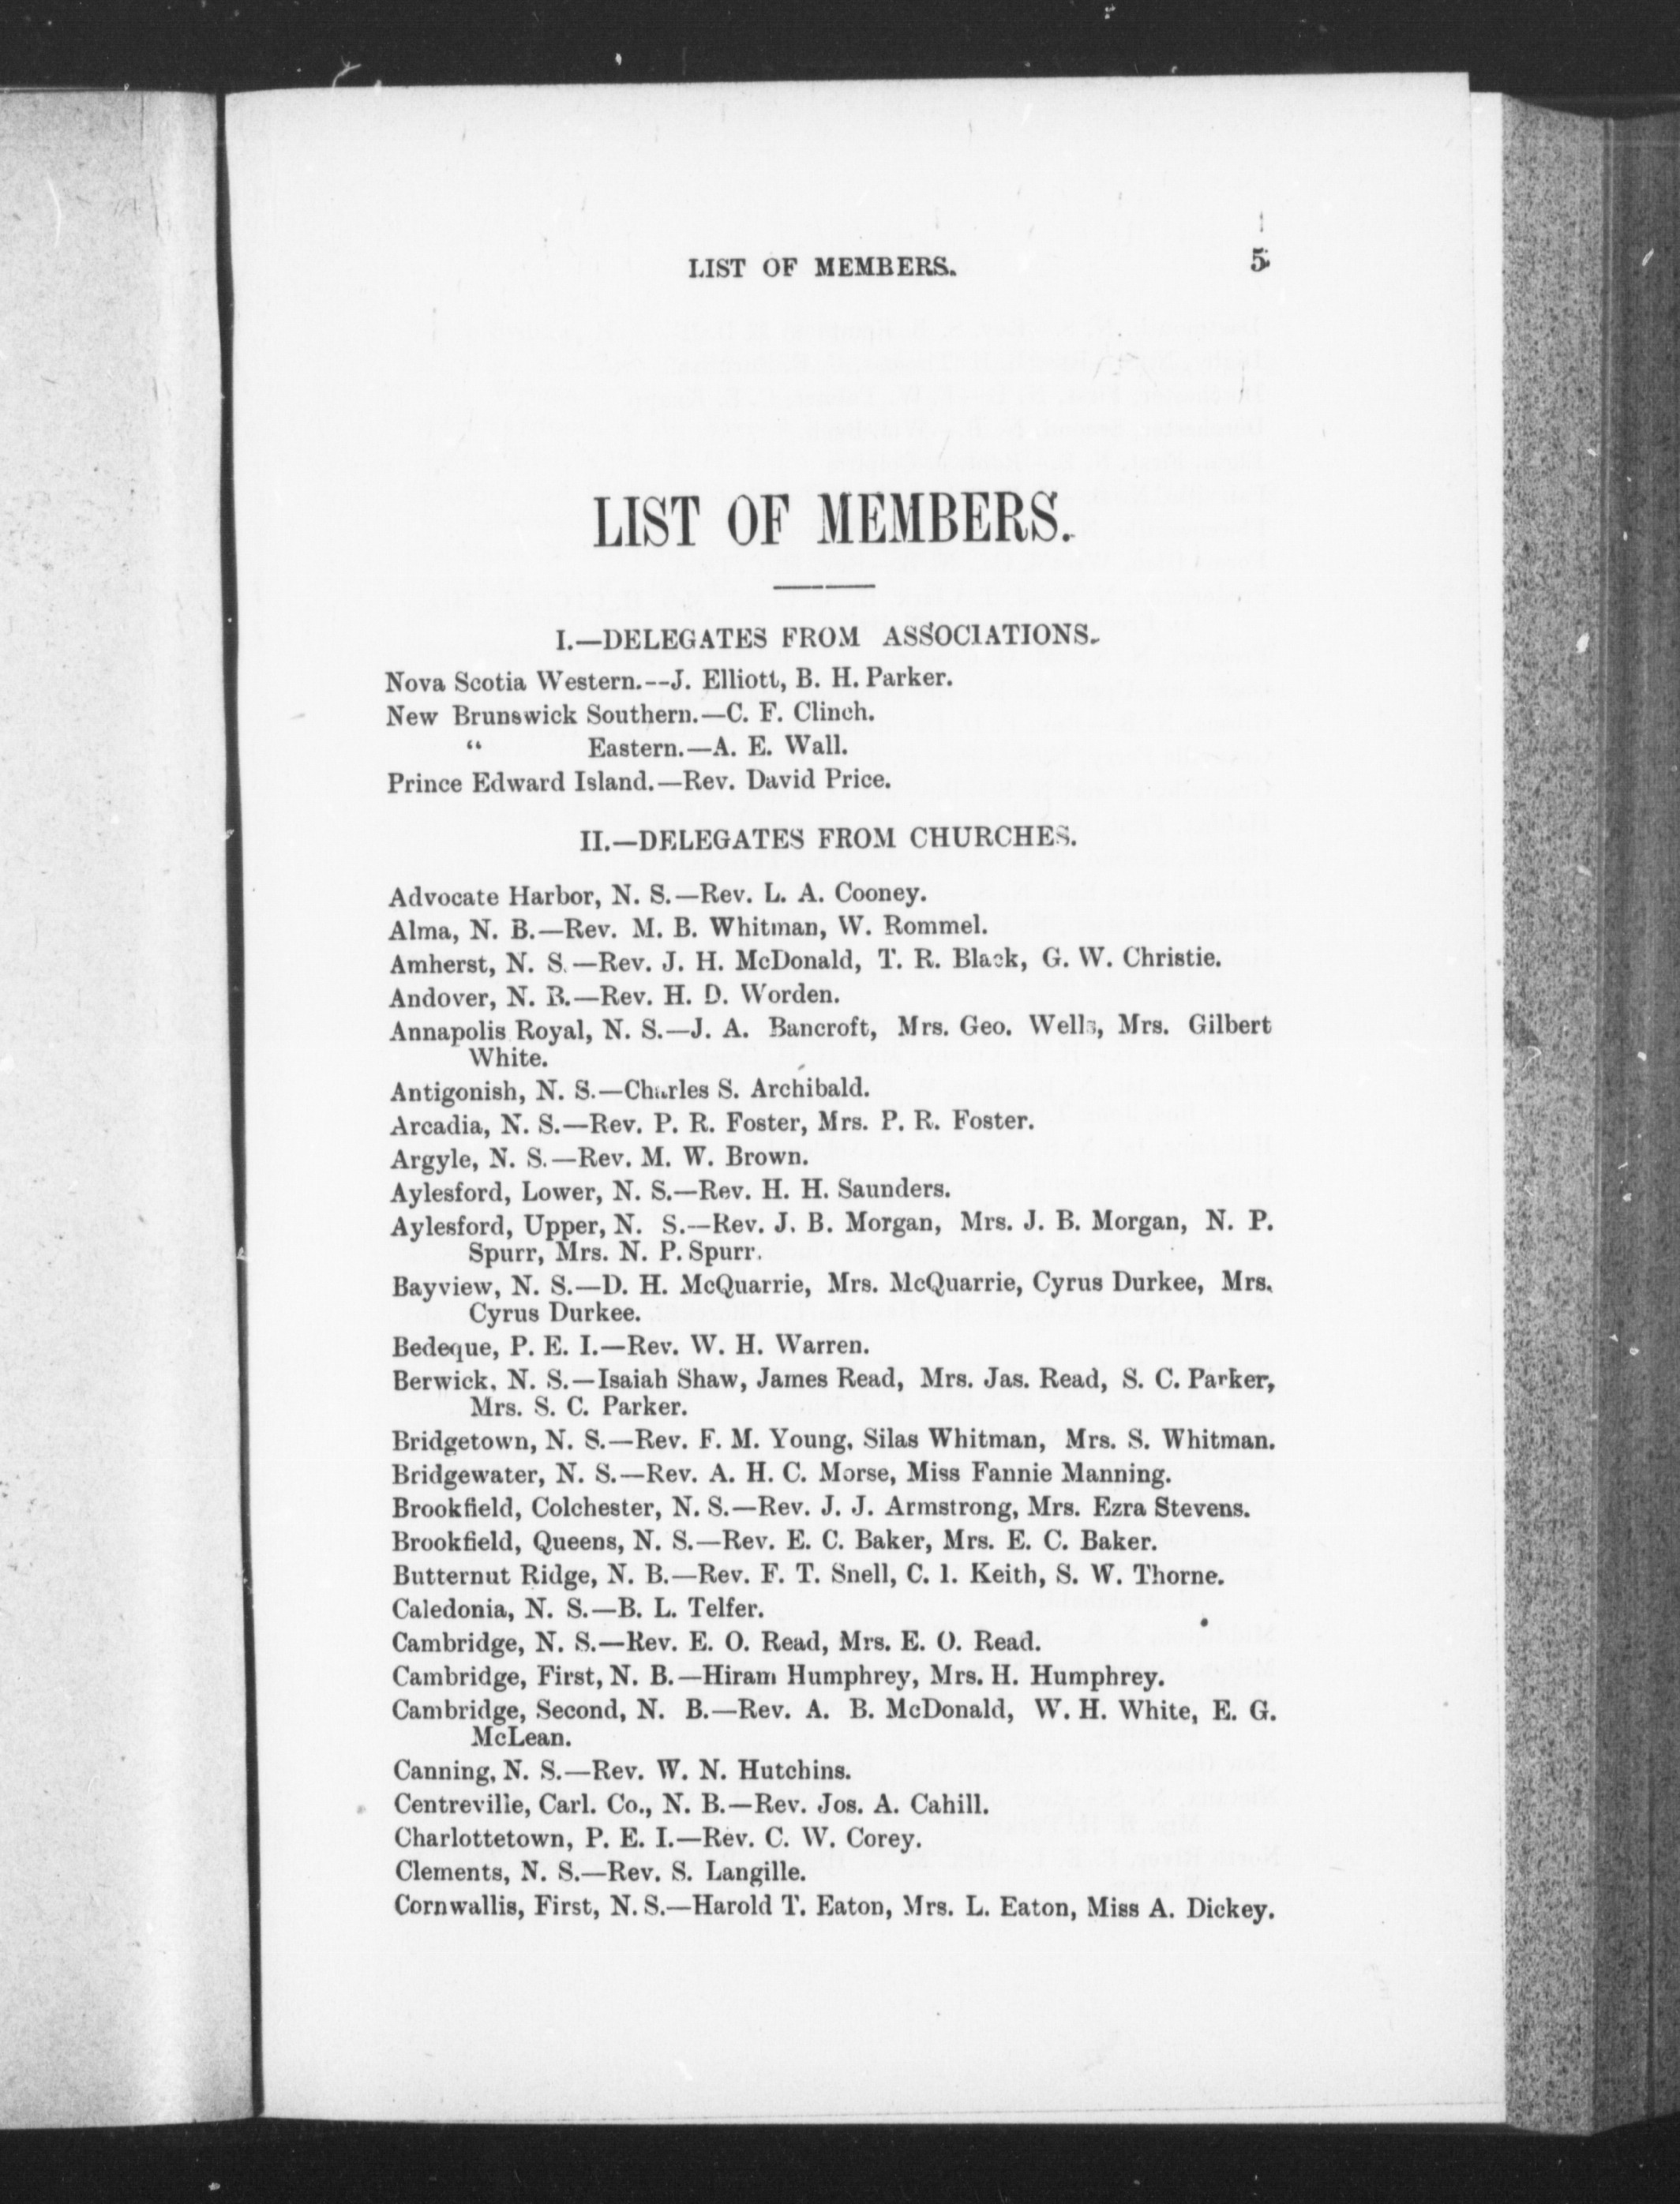 LIST OF MEMBERS. 5
LIST OF MEMBERS.
I.—DELEGATES FROM ASSOCIATIONS.
Nova Scotia Western.--J. Elliott, B. H. Parker.
New Brunswick Southern.—C. F. Clinch.
“ Eastern.—A. E. Wall.
Prince Edward Island.—Rev. David Price.
II.—DELEGATES FROM CHURCHES.
Advocate Harbor, N. S.—Rev. L. A. Cooney.
Alma, N. B.—Rev. M. B. Whitman, W. Rommel.
Amherst, N. S.—Rev. J. H. McDonald, T. R. Black, G. W. Christie.
Andover, N. B.—Rev. H. D. Worden.
Annapolis Royal, N. S.—J. A. Bancroft, Mrs. Geo. Wells, Mrs. Gilbert
White.
Antigonish, N. S.—Charles S. Archibald.
Arcadia, N. S.—Rev. P. R. Foster, Mrs. P. R. Foster.
Argyle, N. S.—Rev. M. W. Brown.
Aylesford, Lower, N. S.—Rev. H. H. Saunders.
Aylesford, Upper, N. S.—Rev. J. B. Morgan, Mrs. J. B. Morgan, N. P.
Spurr, Mrs. N. P. Spurr.
Bayview, N. S.—D. H. McQuarrie, Mrs. McQuarrie, Cyrus Durkee, Mrs.
Cyrus Durkee.
Bedeque, P. E. I.—Rev. W. H. Warren.
Berwick, N. S.—Isaiah Shaw, James Read, Mrs. Jas. Read, S. C. Parker,
Mrs. S. C. Parker.
Bridgetown, N. S.—Rev. F. M. Young, Silas Whitman, Mrs. S. Whitman.
Bridgewater, N. S.—Rev. A. H. C. Morse, Miss Fannie Manning.
Brookfield, Colchester, N. S.—Rev. J. J. Armstrong, Mrs. Ezra Stevens.
Brookfield, Queens, N. S.—Rev. E. C. Baker, Mrs. E. C. Baker.
Butternut Ridge, N. B.—Rev. F. T. Snell, C. 1. Keith, S. W. Thorne.
Caledonia, N. S.—B. L. Telfer.
Cambridge, N. S.—Rev. E. O. Read, Mrs. E. O. Read.
Cambridge, First, N. B.—Hiram Humphrey, Mrs. H. Humphrey.
Cambridge, Second, N. B.—Rev. A. B. McDonald, W. H. White, E. G.
McLean.
Canning, N. S.—Rev. W. N. Hutchins.
Centreville, Carl. Co., N. B.—Rev. Jos. A. Cahill.
Charlottetown, P. E. I.—Rev. C. W. Corey.
Clements, N. S.—Rev. S. Langille.
Cornwallis, First, N. S.—Harold T. Eaton, Mrs. L. Eaton, Miss A. Dickey.